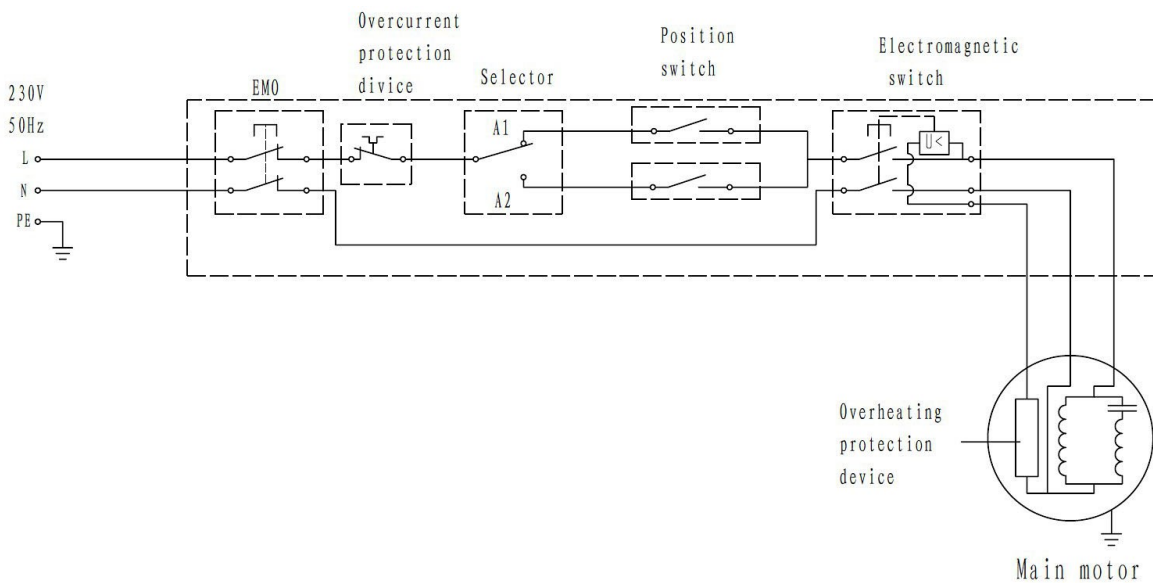 Overcurrent
protection
divice
Position
switch
Electromagnetic
switch
Selector
EMO
230V
50Hz
L
N
PE
A1
A2
U<
Overheating
protection
device
Main motor